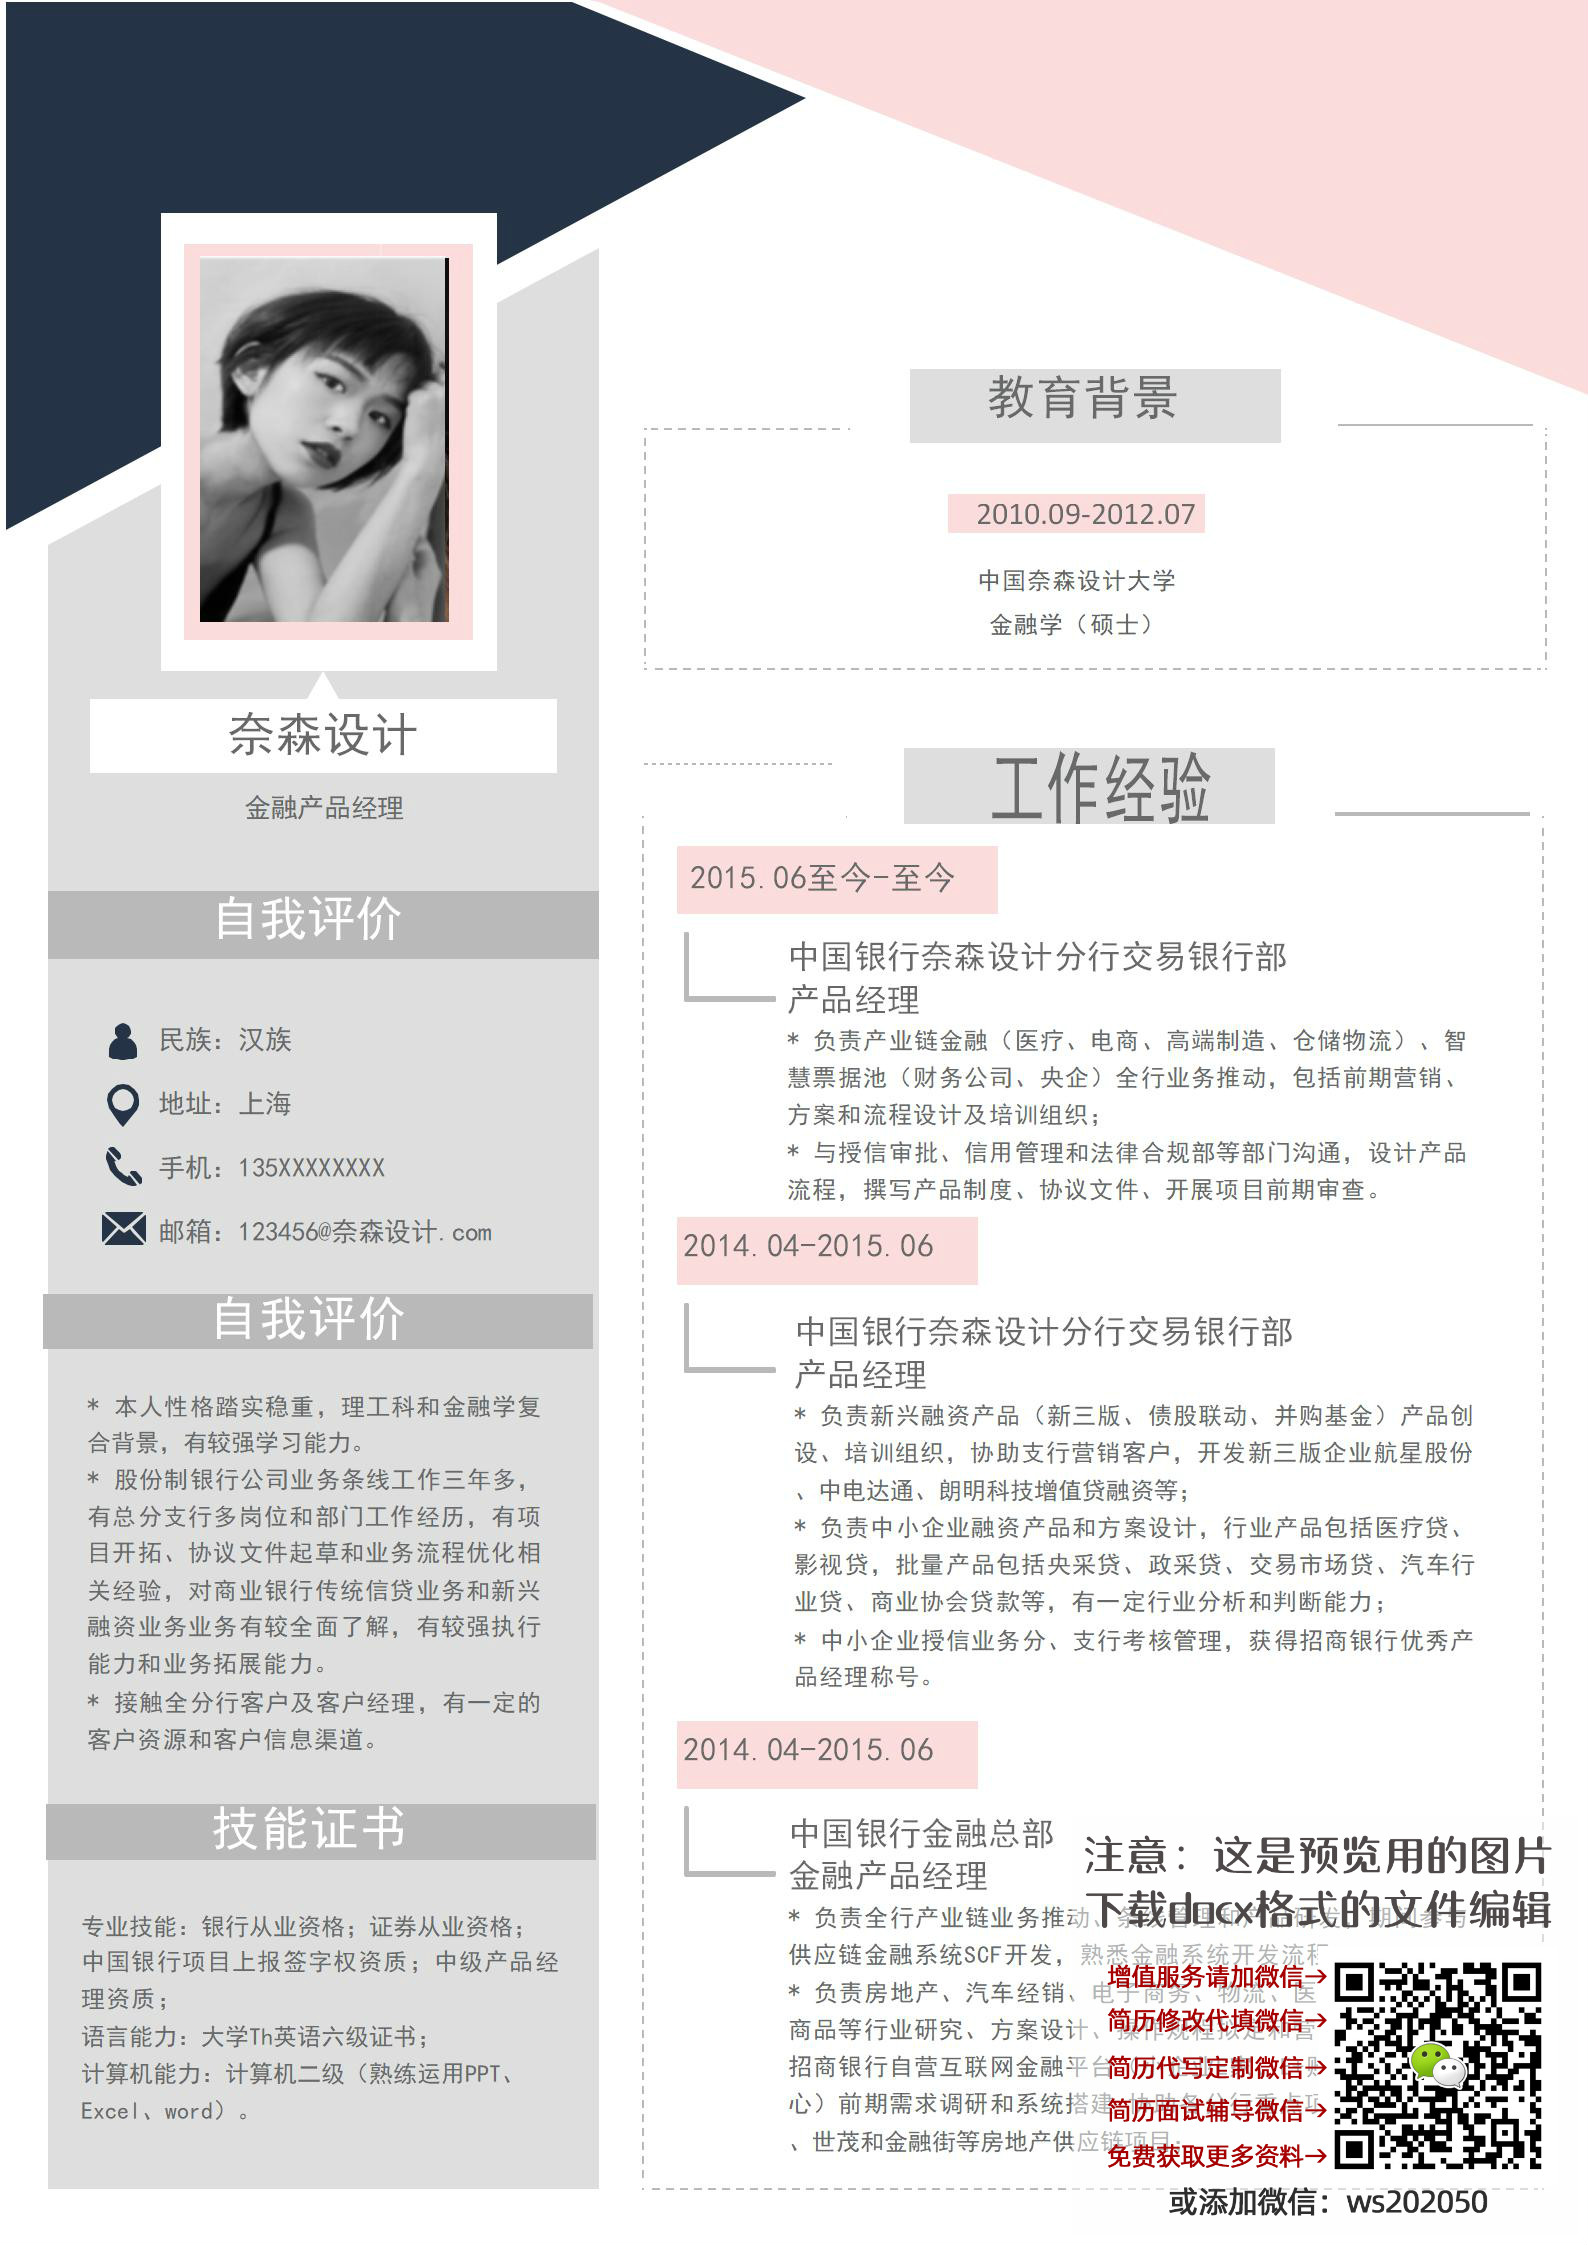 奈森设计
金融产品经理
自我评价
民族：汉族
地址：上海
手机：135XXXXXXXX
邮箱：123456@奈森设计.com
自我评价
* 本人性格踏实稳重，理工科和金融学复
合背景，有较强学习能力。
* 股份制银行公司业务条线工作三年多，
有总分支行多岗位和部门工作经历，有项
目开拓、协议文件起草和业务流程优化相
关经验，对商业银行传统信贷业务和新兴
融资业务业务有较全面了解，有较强执行
能力和业务拓展能力。
* 接触全分行客户及客户经理，有一定的
客户资源和客户信息渠道。
技能证书
专业技能：银行从业资格；证券从业资格；
中国银行项目上报签字权资质；中级产品经
理资质；
语言能力：大学Th英语六级证书；
计算机能力：计算机二级（熟练运用PPT、
Excel、word）。
教育背景
2010.09-2012.07
中国奈森设计大学
金融学（硕士）
工作经验
2015.06至今-至今
中国银行奈森设计分行交易银行部
产品经理
* 负责产业链金融（医疗、电商、高端制造、仓储物流）、智
慧票据池（财务公司、央企）全行业务推动，包括前期营销、
方案和流程设计及培训组织；
* 与授信审批、信用管理和法律合规部等部门沟通，设计产品
流程，撰写产品制度、协议文件、开展项目前期审查。
2014.04-2015.06
中国银行奈森设计分行交易银行部
产品经理
* 负责新兴融资产品（新三版、债股联动、并购基金）产品创
设、培训组织，协助支行营销客户，开发新三版企业航星股份
、中电达通、朗明科技增值贷融资等；
* 负责中小企业融资产品和方案设计，行业产品包括医疗贷、
影视贷，批量产品包括央采贷、政采贷、交易市场贷、汽车行
业贷、商业协会贷款等，有一定行业分析和判断能力；
* 中小企业授信业务分、支行考核管理，获得招商银行优秀产
品经理称号。
2014.04-2015.06
中国银行金融总部
金融产品经理
* 负责全行产业链业务推动、条线管理和产品研发，期间参与
供应链金融系统SCF开发，熟悉金融系统开发流程
* 负责房地产、汽车经销、电子商务、物流、医
商品等行业研究、方案设计、操作规程拟定和营
招商银行自营互联网金融平台
心）前期需求调研和系统搭建
、世茂和金融街等房地产供应链项目；
注意：这是预览用的图片
下载docx格式的文件编辑
增值服务请加微信→
简历修改代填微信→
简历代写定制微信→
简历面试辅导微信→
免费获取更多资料→
或添加微信：ws202050